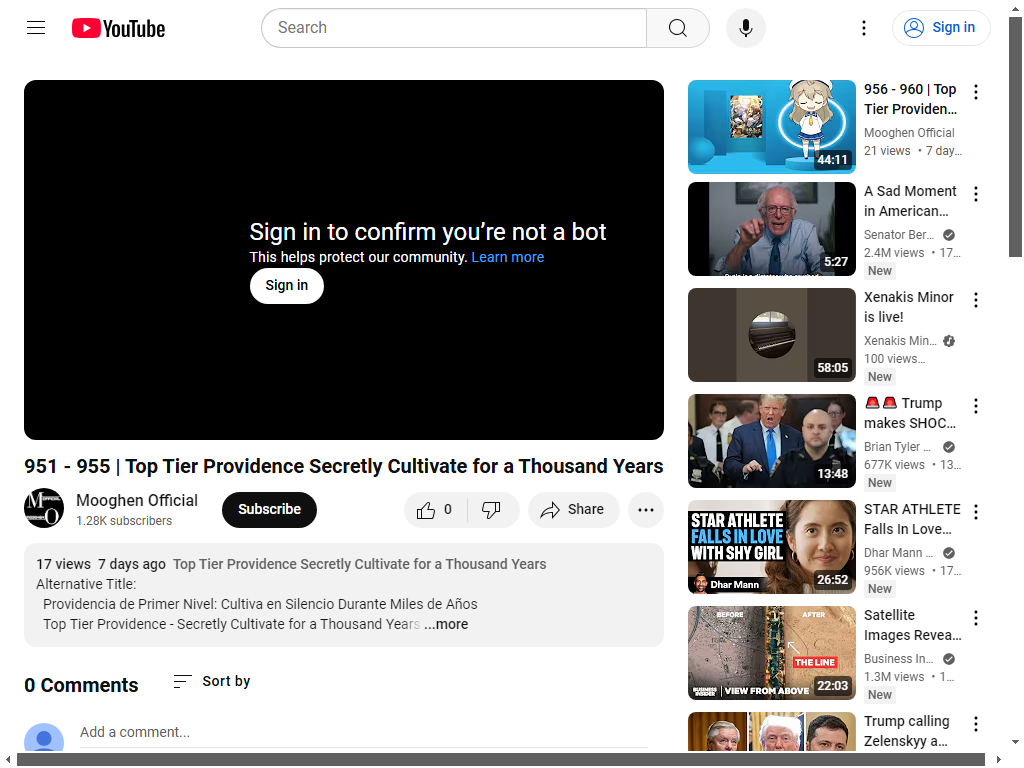 YouTube
Search
Sign in
Sign in to confirm you’re not a bot
This helps protect our community. Learn more
Sign in
951 - 955 | Top Tier Providence Secretly Cultivate for a Thousand Years
Mooghen Official
1.28K subscribers
Subscribe
0
Share
17 views 7 days ago Top Tier Providence Secretly Cultivate for a Thousand Years
Alternative Title:
Providencia de Primer Nivel: Cultiva en Silencio Durante Miles de Años
Top Tier Providence - Secretly Cultivate for a Thousand Years ...more
0 Comments
Sort by
Add a comment...
44:11
956 - 960 | Top
Tier Providen…
Mooghen Official
21 views • 7 day…
5:27
A Sad Moment
in American…
Senator Ber…
2.4M views • 17…
New
58:05
Xenakis Minor
is live!
Xenakis Min…
100 views…
New
13:48
🚨🚨 Trump
makes SHOC…
Brian Tyler …
677K views • 13…
New
STAR ATHLETE
FALLS IN LOVE
WITH SHY GIRL
Dhar Mann
26:52
STAR ATHLETE
Falls In Love…
Dhar Mann …
956K views • 17…
New
BEFORE
AFTER
THE LINE
BUSINESS
INSIDER
VIEW FROM ABOVE
22:03
Satellite
Images Revea…
Business In…
1.3M views • 1…
New
Trump calling
Zelenskyy a…